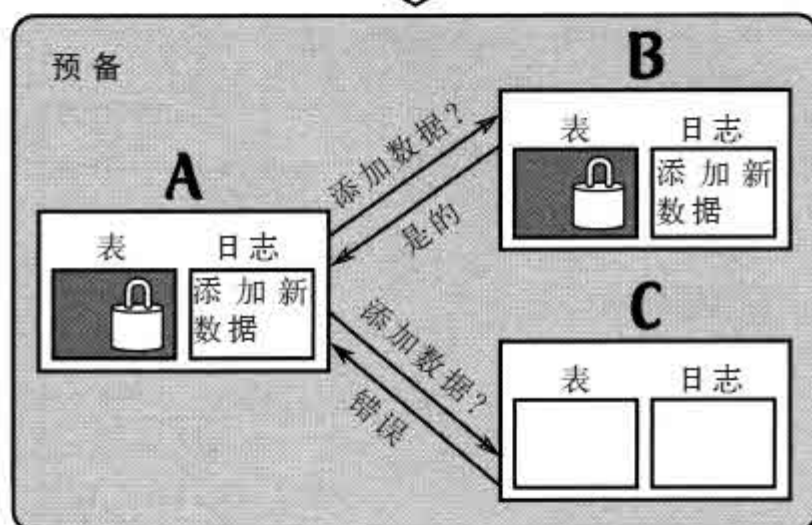 预备
B
表 日志
添加新
数据
添加数据？
是的
A
表 日志
添加新
数据
添加数据？
错误
C
表 日志